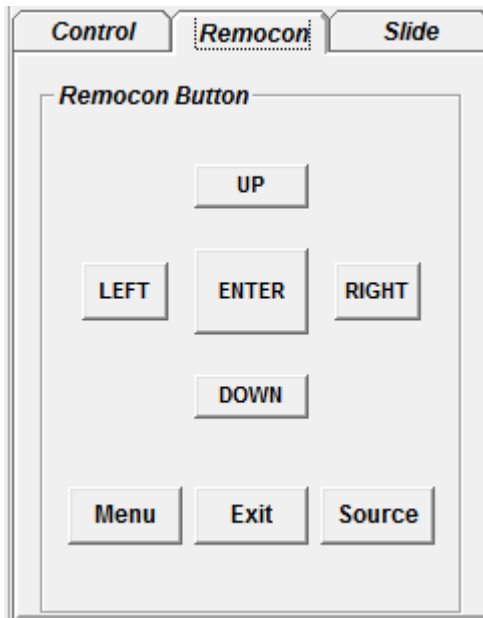 Control Remocon Slide
Remocon Button
UP
LEFT ENTER RIGHT
DOWN
Menu Exit Source